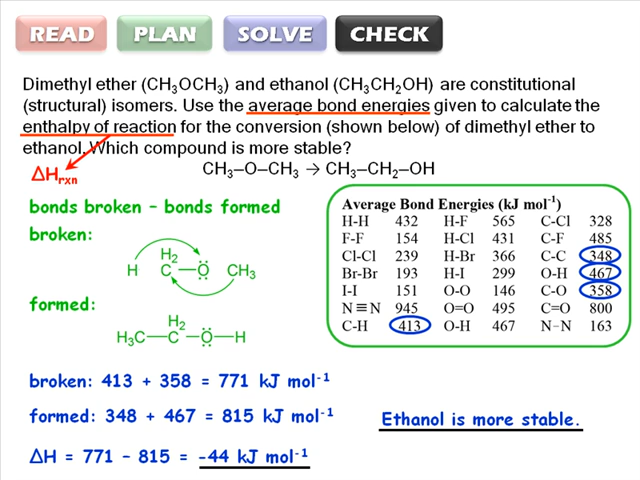 READ PLAN SOLVE CHECK
Dimethyl ether (CH₃OCH₃) and ethanol (CH₃CH₂OH) are constitutional
(structural) isomers. Use the average bond energies given to calculate the
enthalpy of reaction for the conversion (shown below) of dimethyl ether to
ethanol. Which compound is more stable?
ΔHrxn
CH₃–O–CH₃ → CH₃–CH₂–OH
bonds broken – bonds formed
broken:
H₂
H C–O CH₃
formed:
H₂
H₃C–C–O–H
Average Bond Energies (kJ mol⁻¹)
H-H 432 H-F 565 C-Cl 328
F-F 154 H-Cl 431 C-F 485
Cl-Cl 239 H-Br 366 C-C 348
Br-Br 193 H-I 299 O-H 467
I-I 151 O-O 146 C-O 358
N≡N 945 O=O 495 C=O 800
C-H 413 O-H 467 N–N 163
broken: 413 + 358 = 771 kJ mol⁻¹
formed: 348 + 467 = 815 kJ mol⁻¹
Ethanol is more stable.
ΔH = 771 – 815 = -44 kJ mol⁻¹